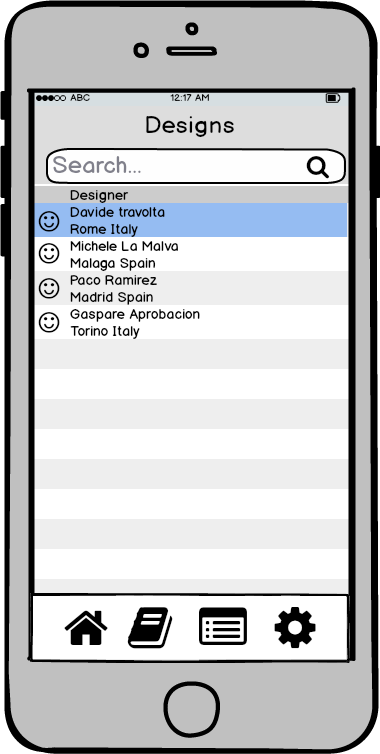 ABC 12:17 AM
Designs
Search...
Designer
Davide travolta
Rome Italy
Michele La Malva
Malaga Spain
Paco Ramirez
Madrid Spain
Gaspare Aprobacion
Torino Italy